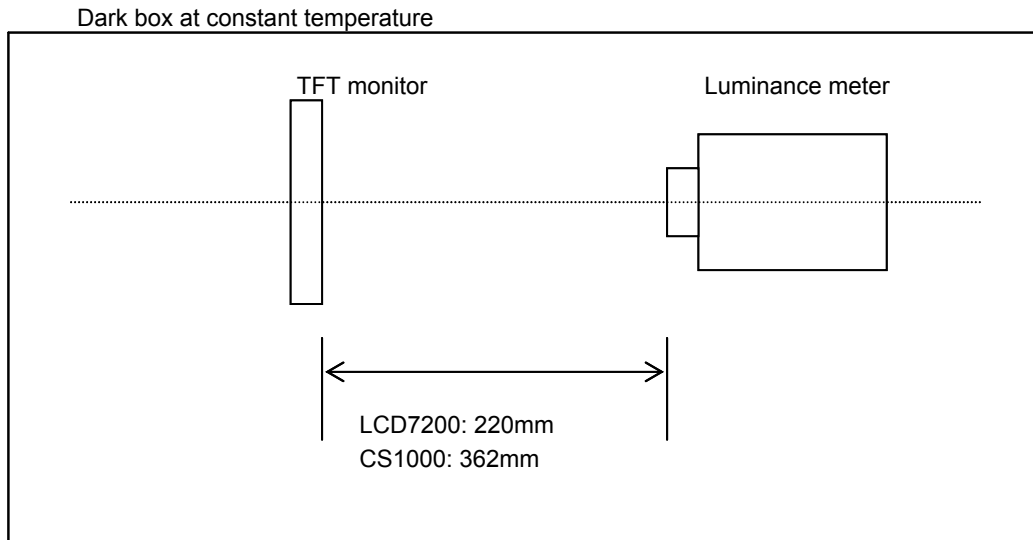 Dark box at constant temperature
TFT monitor
Luminance meter
LCD7200: 220mm
CS1000: 362mm